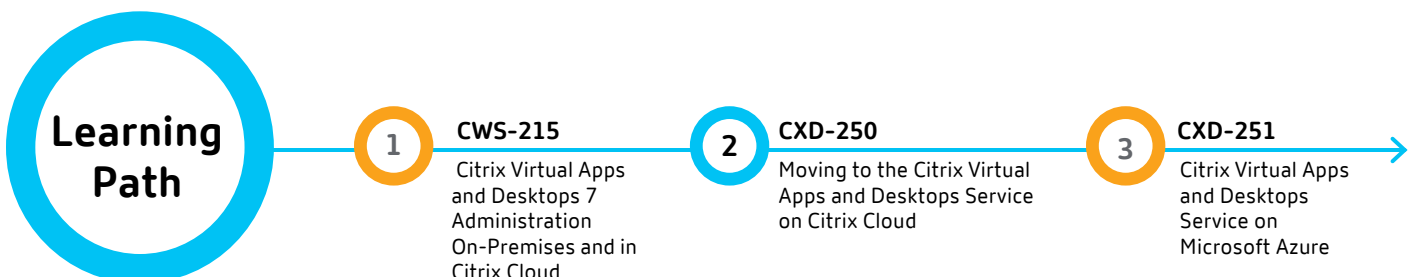 Learning
Path
1
CWS-215
Citrix Virtual Apps
and Desktops 7
Administration
On-Premises and in
Citrix Cloud
2
CXD-250
Moving to the Citrix Virtual
Apps and Desktops Service
on Citrix Cloud
3
CXD-251
Citrix Virtual Apps
and Desktops
Service on
Microsoft Azure